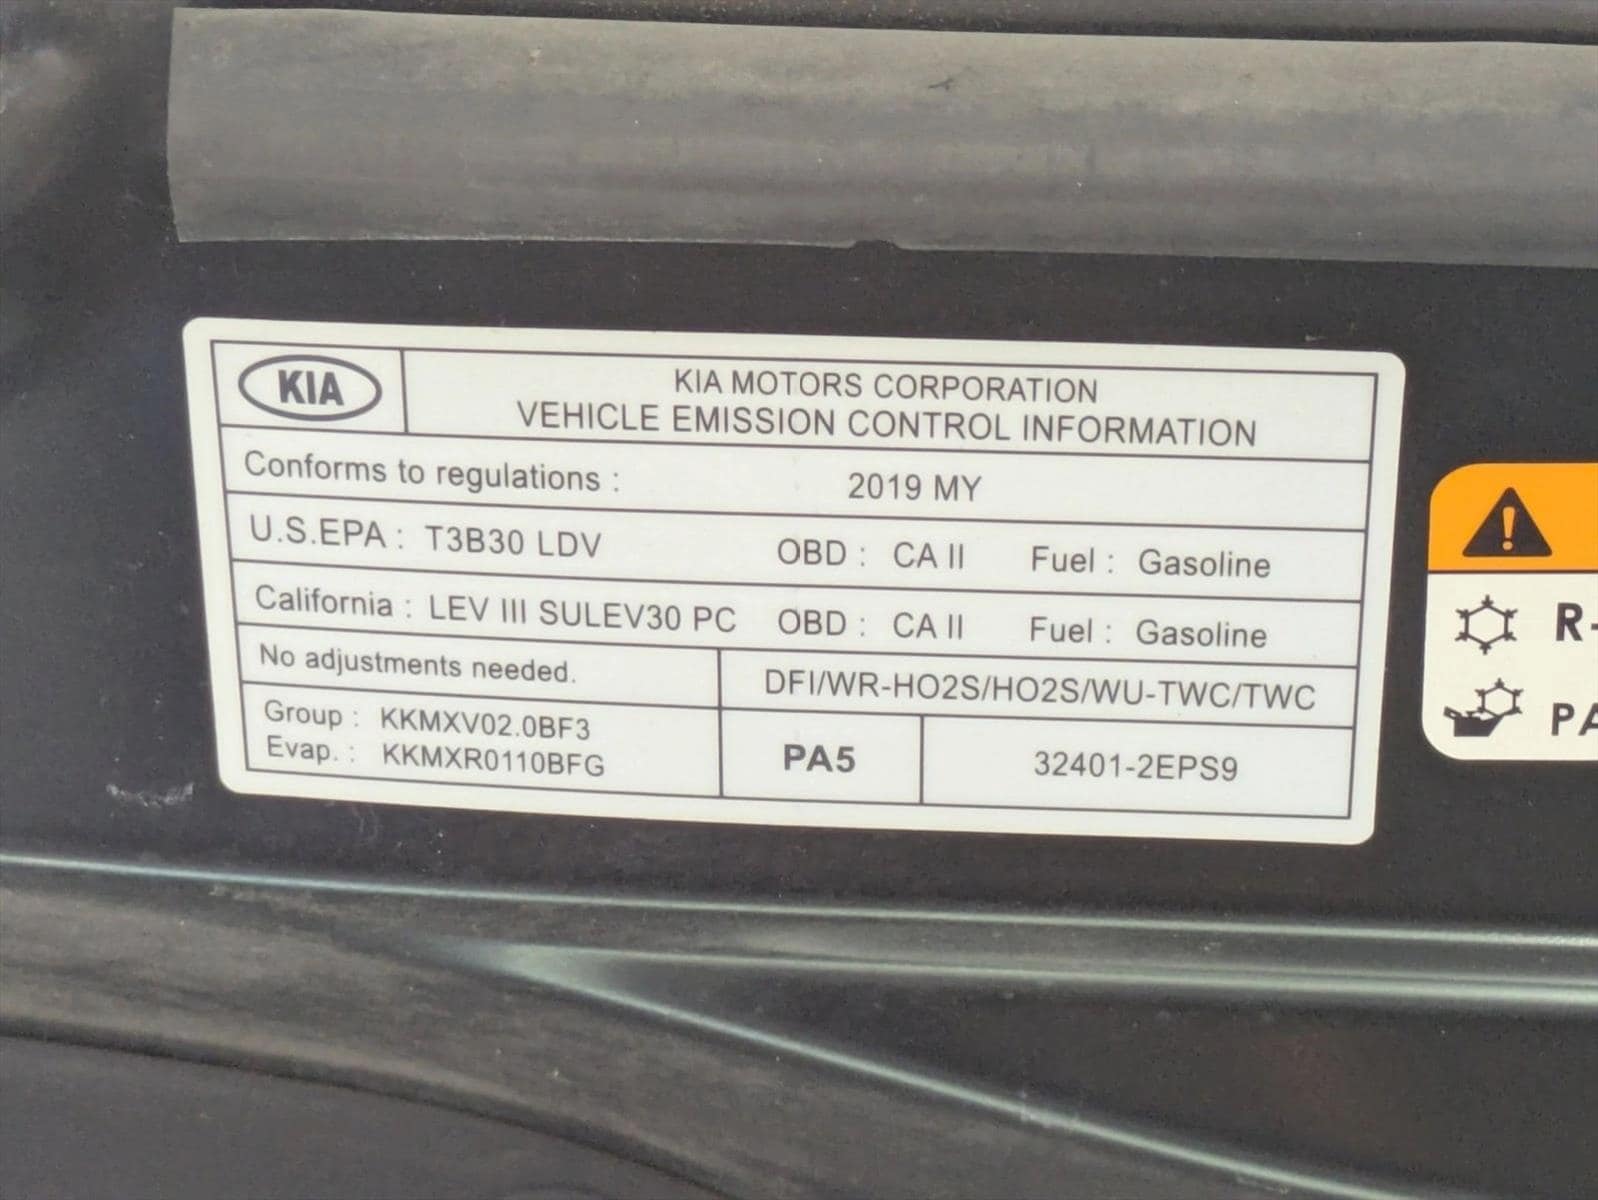 KIA
KIA MOTORS CORPORATION
VEHICLE EMISSION CONTROL INFORMATION
Conforms to regulations : 2019 MY
U.S.EPA : T3B30 LDV OBD : CA II Fuel : Gasoline
California : LEV III SULEV30 PC OBD : CA II Fuel : Gasoline
No adjustments needed. DFI/WR-HO2S/HO2S/WU-TWC/TWC
Group : KKMXV02.0BF3
Evap. : KKMXR0110BFG
PA5 32401-2EPS9
R-
PA